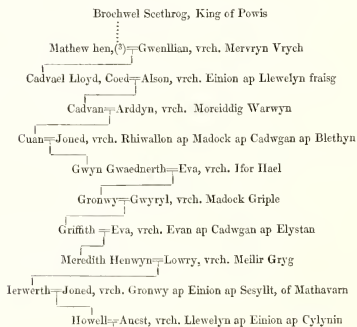 Brochwel Scethrog, King of Powis
Mathew hen,(³)=Gwenllian, vrch. Mervryn Vrych
Cadvael Lloyd, Coed=Alson, vrch. Einion ap Llewelyn fraisg
Cadvan=Arddyn, vrch. Moreiddig Warwyn
Cuan=Joned, vrch. Rhiwallon ap Madock ap Cadwgan ap Blethyn
Gwyn Gwaednerth=Eva, vrch. Ifor Hael
Gronwy=Gwyryl, vrch. Madock Griple
Griffith=Eva, vrch. Evan ap Cadwgan ap Elystan
Meredith Henwyn=Lowry, vrch. Meilir Gryg
Ierwerth=Joned, vrch. Gronwy ap Einion ap Sesyllt, of Mathavarn
Howell=Anest, vrch. Llewelyn ap Einion ap Cylynin